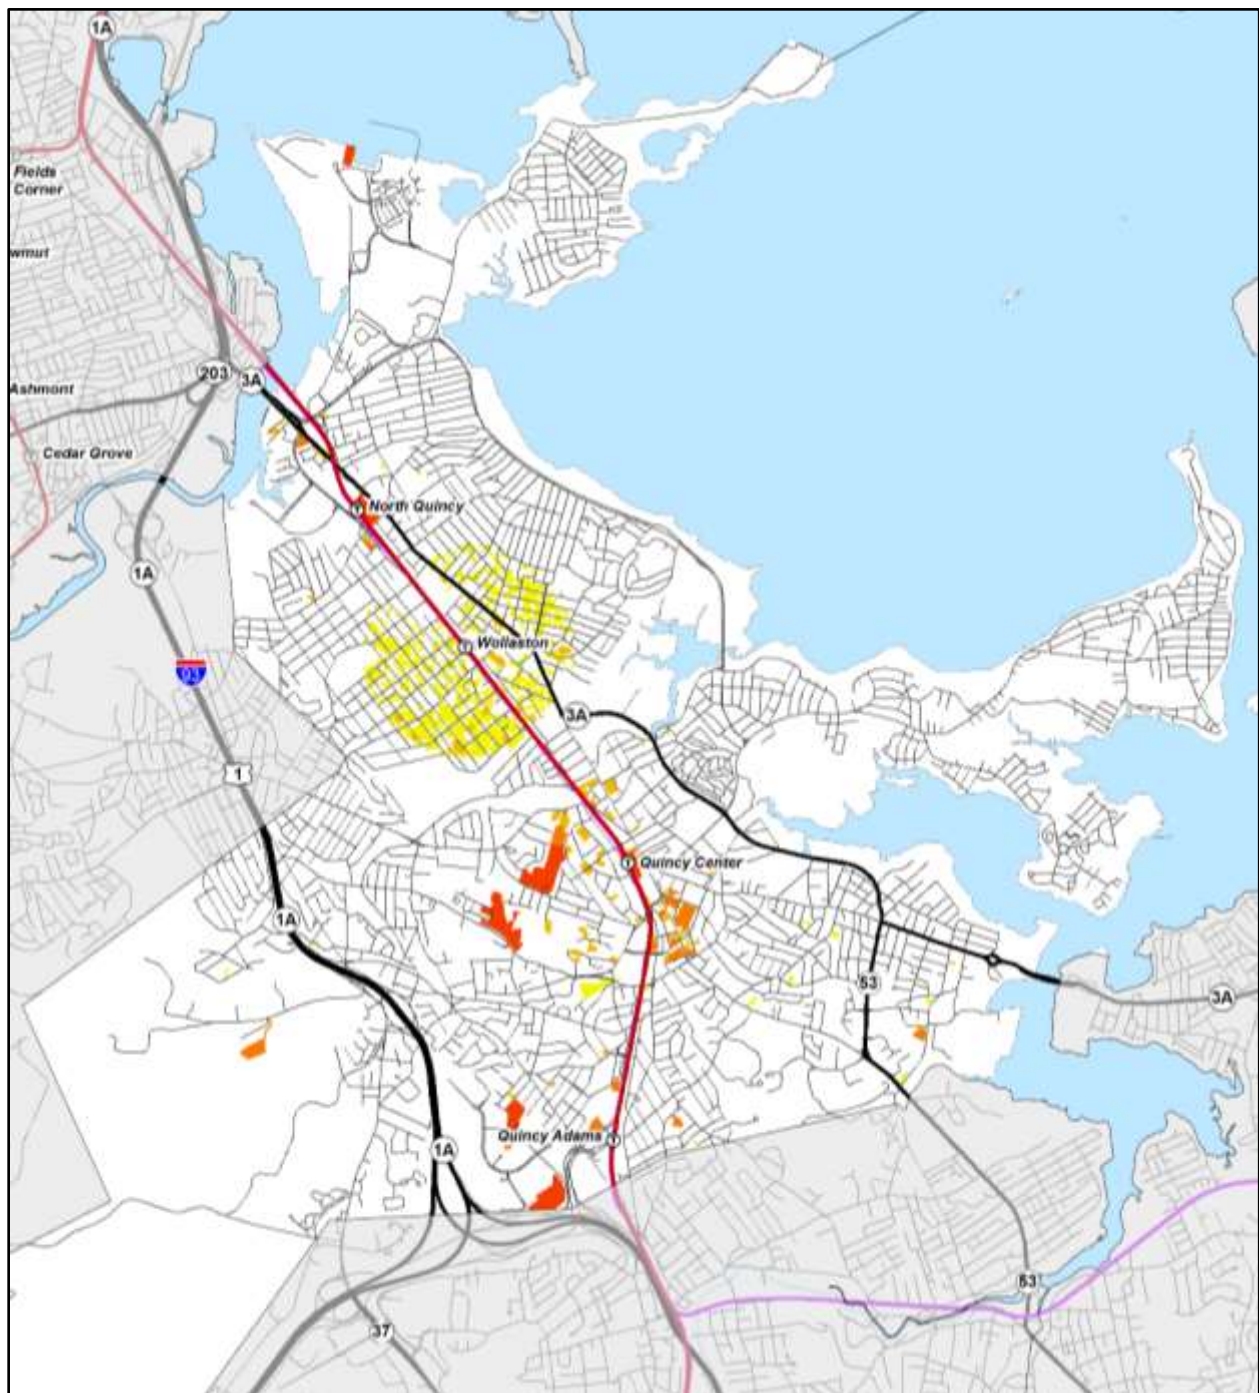 1A
Fields
Corner
wmut
203
3A
Ashmont
Cedar Grove
North Quincy
1A
Wollaston
93
3A
1
Quincy Center
1A
53
3A
Quincy Adams
1A
53
37